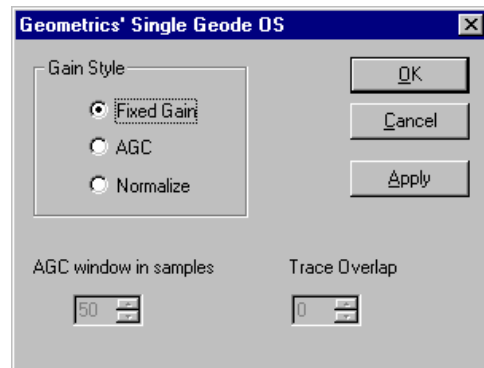 Geometrics' Single Geode OS
Gain Style
Fixed Gain
AGC
Normalize
OK
Cancel
Apply
AGC window in samples
Trace Overlap
50
0